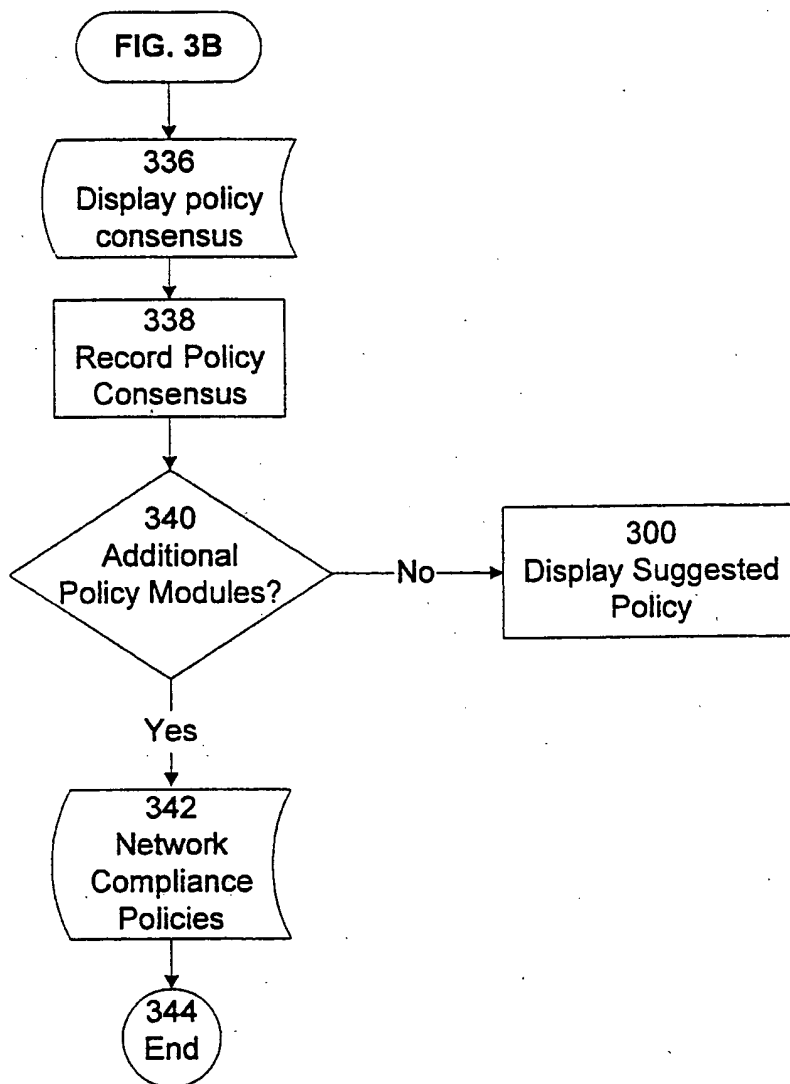 FIG. 3B
336
Display policy
consensus
338
Record Policy
Consensus
340
Additional
Policy Modules?
No
300
Display Suggested
Policy
Yes
342
Network
Compliance
Policies
344
End